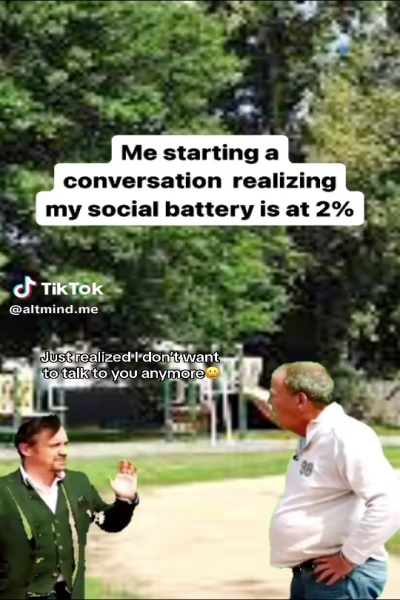 Me starting a
conversation realizing
my social battery is at 2%
TikTok
@altmind.me
Just realized I don't want
to talk to you anymore🫠
98